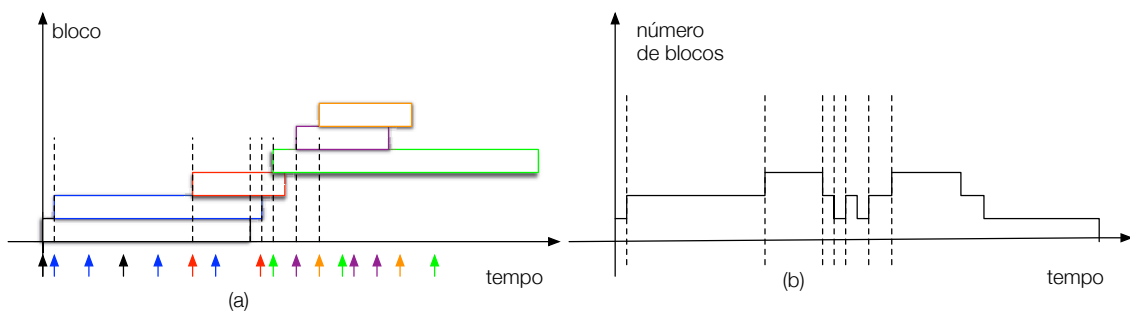 bloco
tempo
(a)
número
de blocos
tempo
(b)